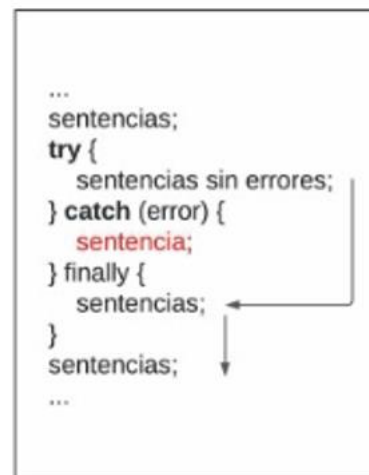 ...
sentencias;
try {
sentencias sin errores;
} catch (error) {
sentencia;
} finally {
sentencias;
}
sentencias;
...